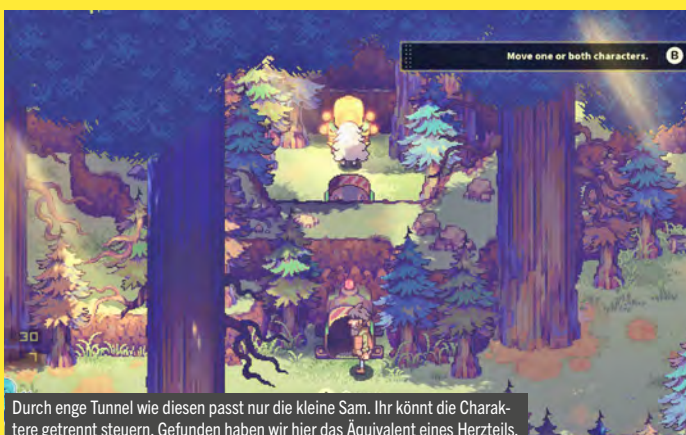 Move one or both characters. B
30
Durch enge Tunnel wie diesen passt nur die kleine Sam. Ihr könnt die Charak-
tere getrennt steuern. Gefunden haben wir hier das Äquivalent eines Herzteils.